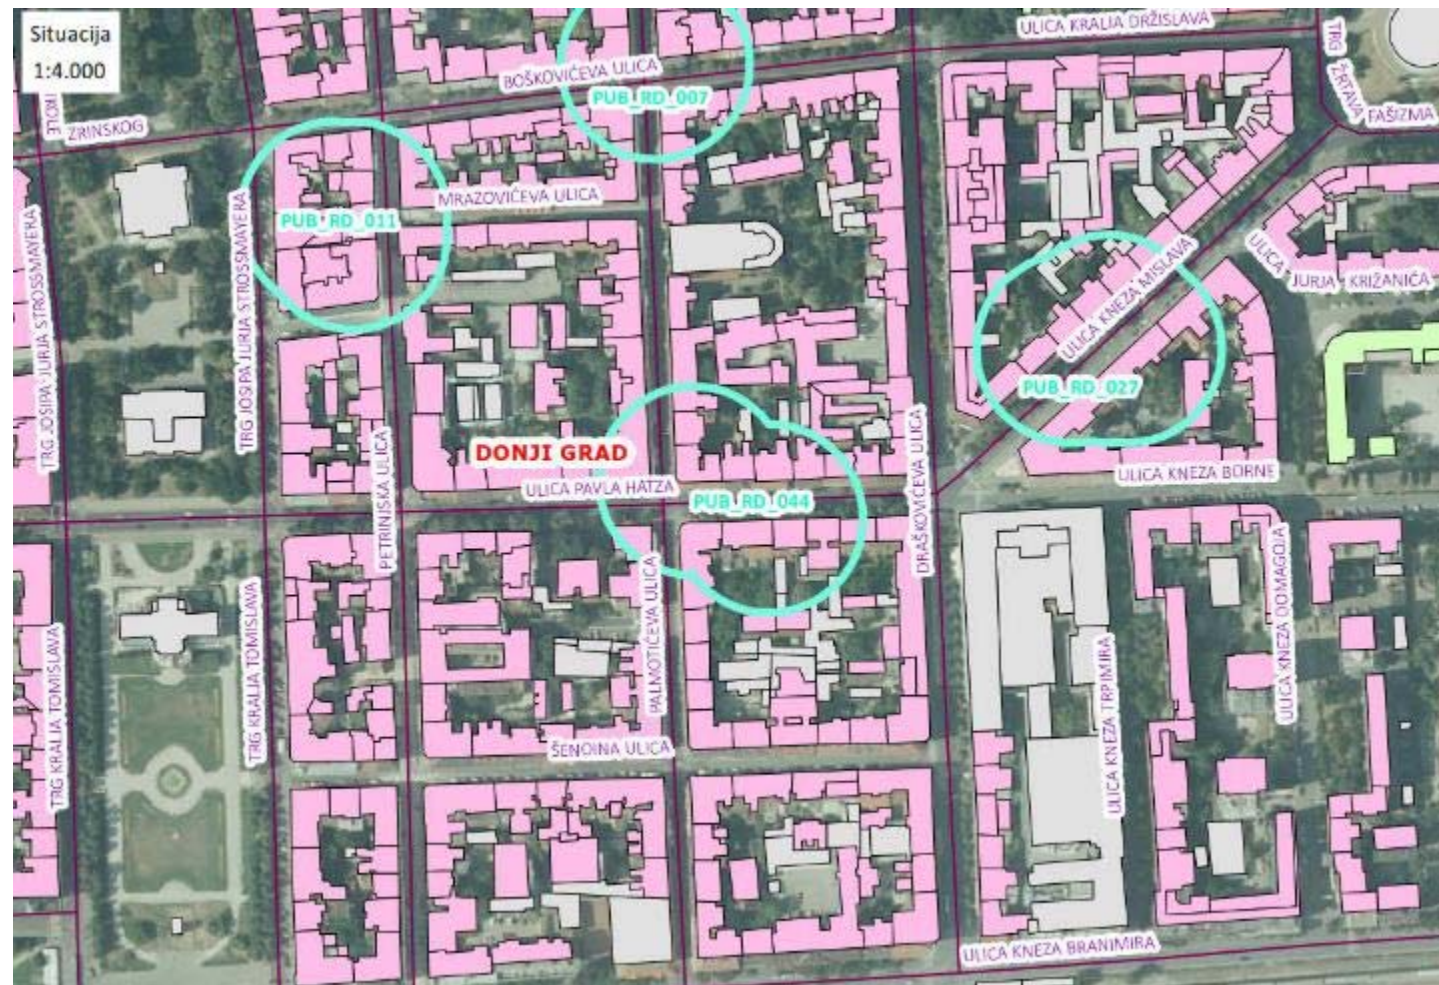 Situacija
1:4.000
ULICA KRALJA DRŽISLAVA
TRG
ŽRTAVA
FAŠIZMA
BOŠKOVIĆEVA ULICA
PUB_RD_007
ZRINSKOG
MRAZOVIĆEVA ULICA
PUB_RD_011
TRG JOSIPA JURJA STROSSMAYERA
TRG JOSIPA JURJA STROSSMAYERA
ULICA KNEZA MISLAVA
ULICA JURJA KRIŽANIĆA
PUB_RD_027
DONJI GRAD
ULICA PAVLA HATZA
PUB_RD_044
PETRINJSKA ULICA
DRAŠKOVIĆEVA ULICA
ULICA KNEZA BORNE
PALMOTIĆEVA ULICA
ULICA KNEZA DOMAGOJA
TRG KRALJA TOMISLAVA
TRG KRALJA TOMISLAVA
ULICA KNEZA TRPIMIRA
ŠENOINA ULICA
ULICA KNEZA BRANIMIRA